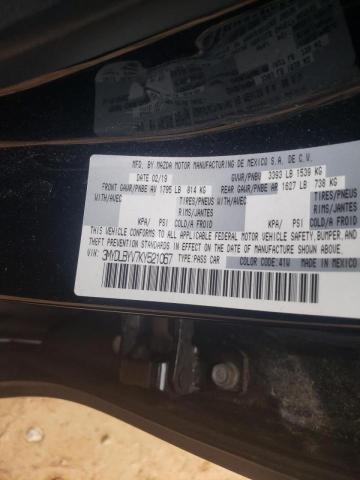 MFD. BY MAZDA MOTOR MANUFACTURING DE MEXICO S.A. DE C.V.
DATE 02/19 GVWR/PNBV 3393 LB 1539 KG
FRONT GAWR/PNBE AV 1795 LB 814 KG REAR GAWR/PNBE AR 1627 LB 738 KG
WITH/AVEC TIRES/PNEUS WITH/AVEC TIRES/PNEUS
RIMS/JANTES RIMS/JANTES
KPA/ PSI COLD/A FROID KPA/ PSI COLD/A FROID
THIS VEHICLE CONFORMS TO ALL APPLICABLE FEDERAL MOTOR VEHICLE SAFETY, BUMPER, AND
THEFT PREVENTION STANDARDS IN EFFECT ON THE DATE OF MANUFACTURE SHOWN ABOVE.
VIN: 3MYDLBYV7KY521067 TYPE: PASS CAR
COLOR CODE: 41W MADE IN MEXICO